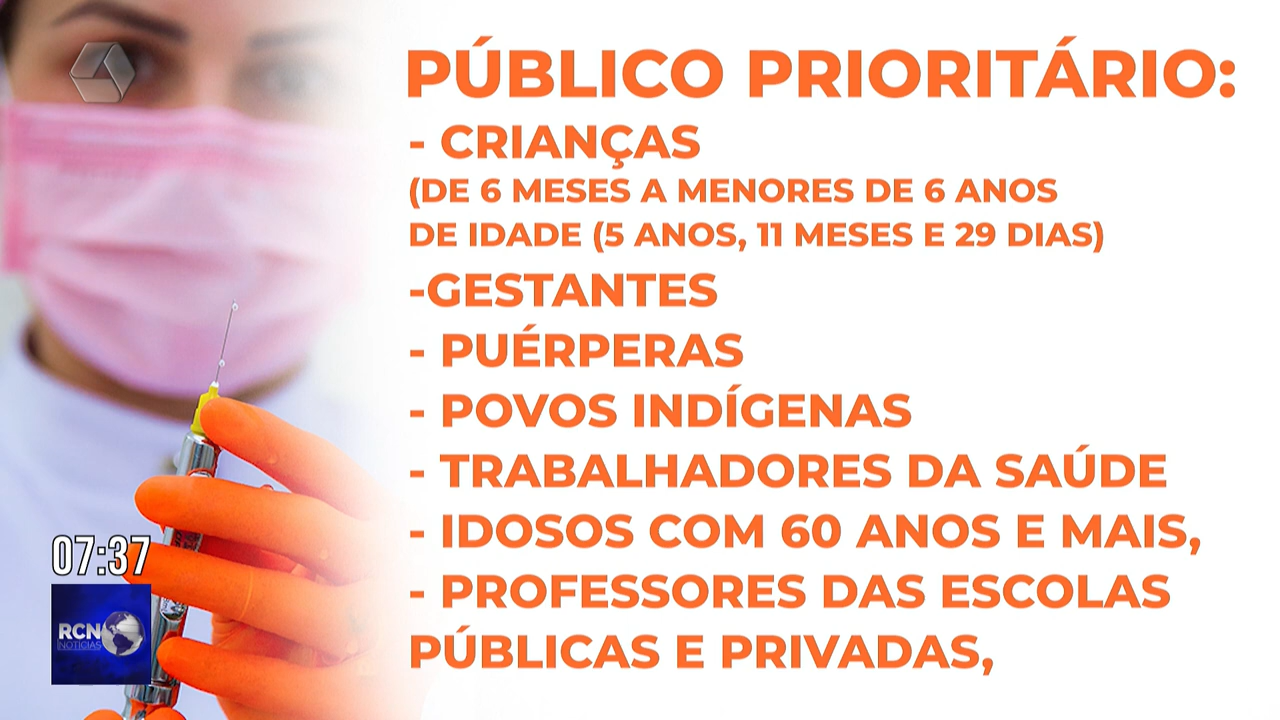 PÚBLICO PRIORITÁRIO:
- CRIANÇAS
(DE 6 MESES A MENORES DE 6 ANOS
DE IDADE (5 ANOS, 11 MESES E 29 DIAS)
-GESTANTES
- PUÉRPERAS
- POVOS INDÍGENAS
- TRABALHADORES DA SAÚDE
- IDOSOS COM 60 ANOS E MAIS,
- PROFESSORES DAS ESCOLAS
PÚBLICAS E PRIVADAS,
07:37
RCN
NOTÍCIAS